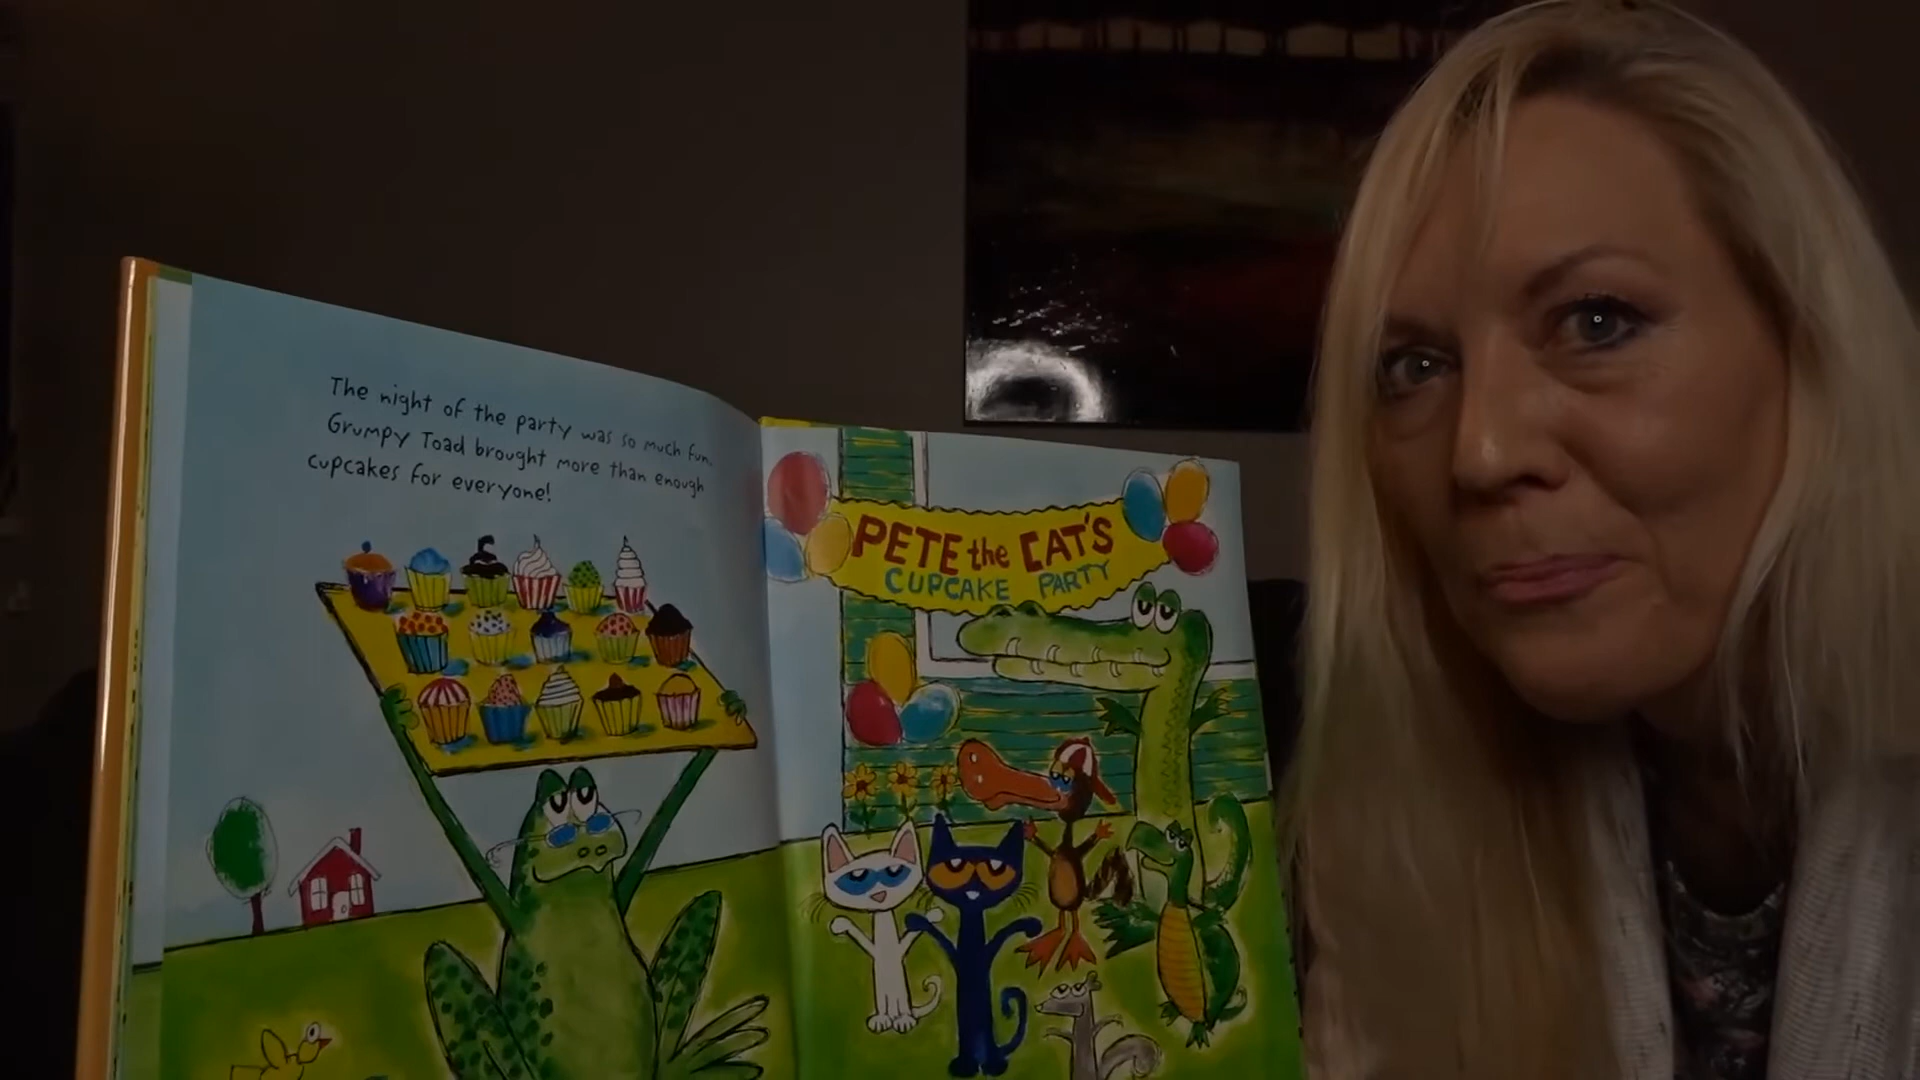 The night of the party was so much fun.
Grumpy Toad brought more than enough
cupcakes for everyone!
PETE the CAT'S
CUPCAKE PARTY